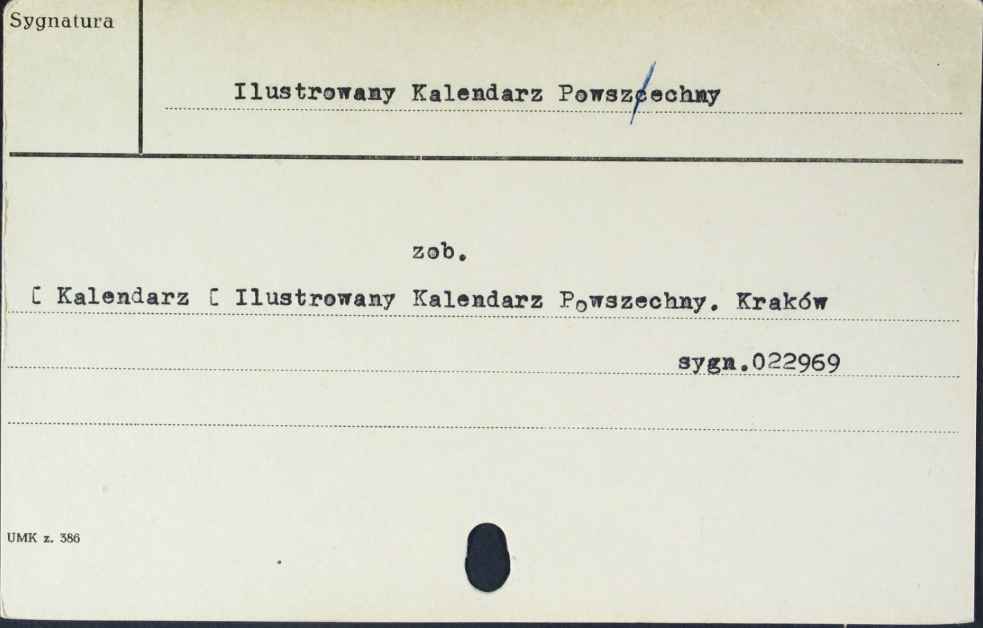 Sygnatura
Ilustrowany Kalendarz Powszcechny
zob.
[ Kalendarz [ Ilustrowany Kalendarz Powszechny. Kraków
sygn.022969
UMK z. 386